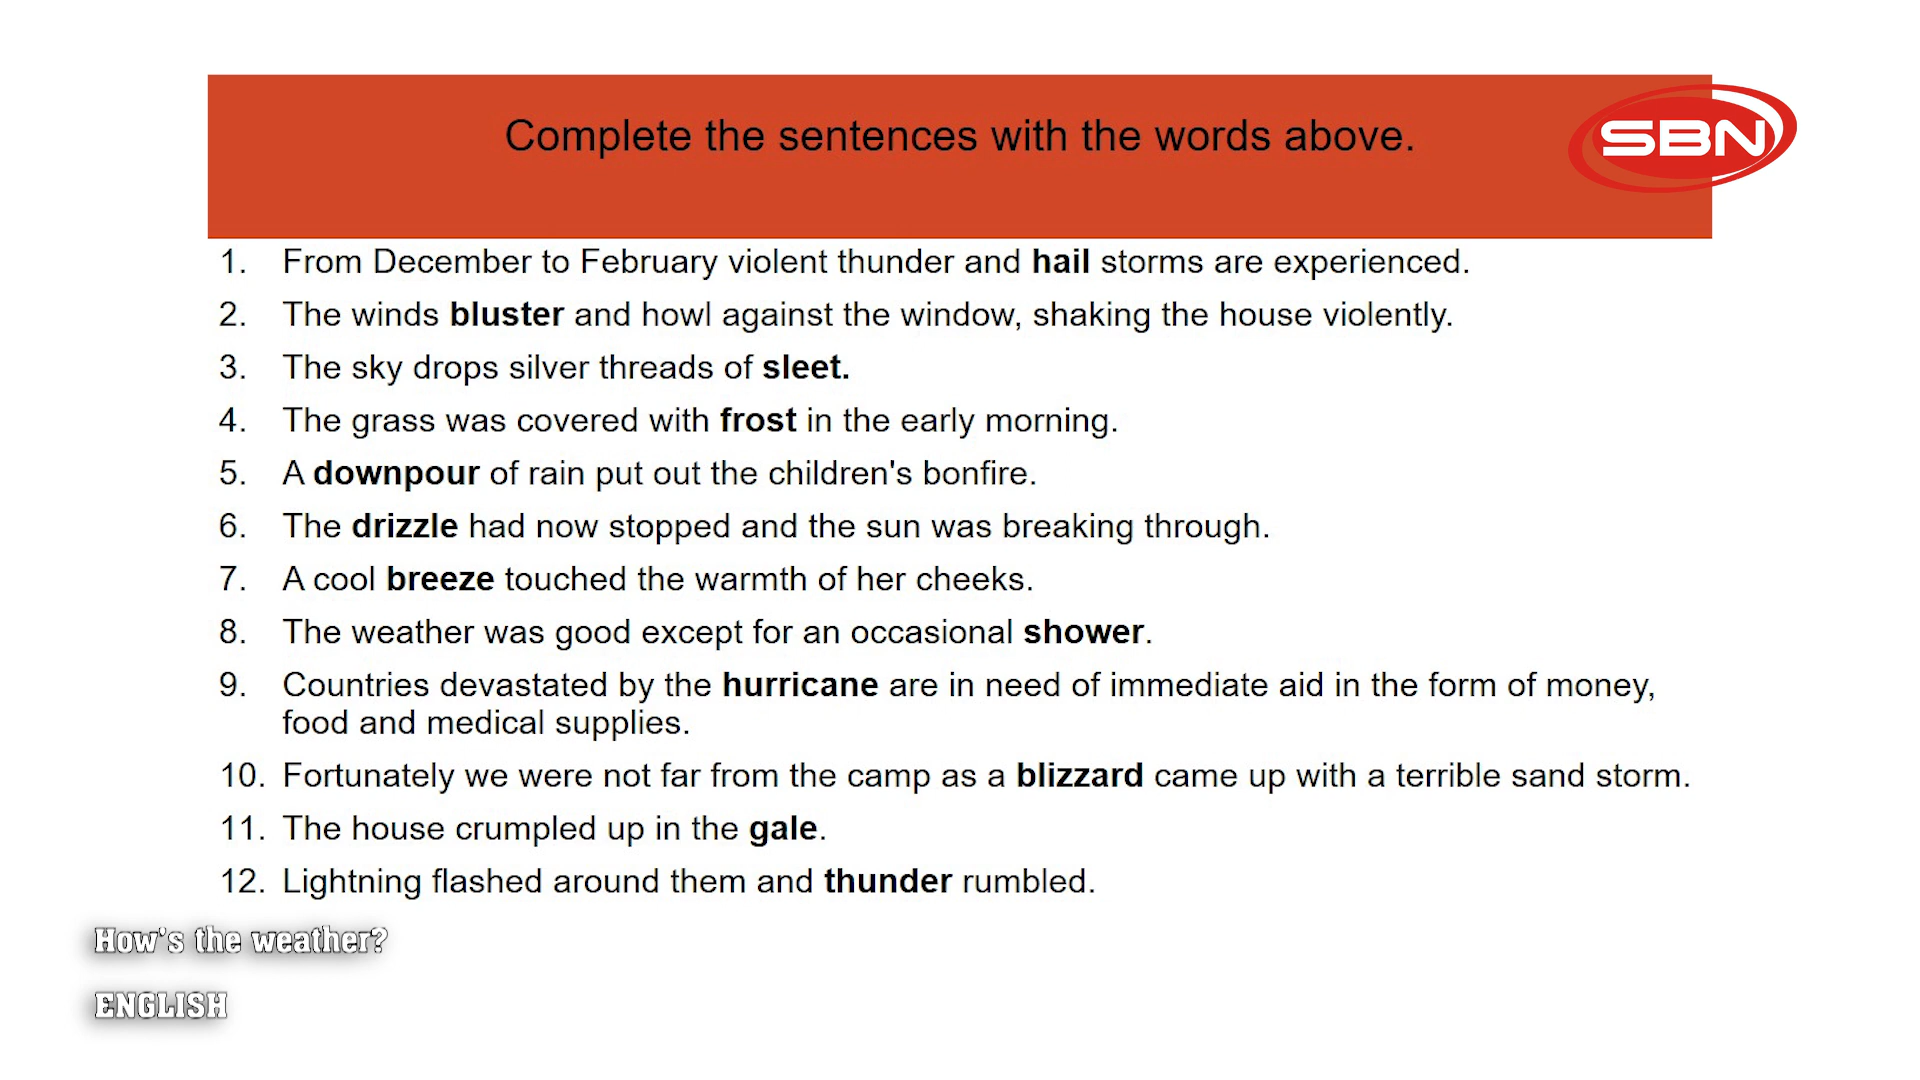 Complete the sentences with the words above.
SBN
1. From December to February violent thunder and hail storms are experienced.
2. The winds bluster and howl against the window, shaking the house violently.
3. The sky drops silver threads of sleet.
4. The grass was covered with frost in the early morning.
5. A downpour of rain put out the children's bonfire.
6. The drizzle had now stopped and the sun was breaking through.
7. A cool breeze touched the warmth of her cheeks.
8. The weather was good except for an occasional shower.
9. Countries devastated by the hurricane are in need of immediate aid in the form of money,
food and medical supplies.
10. Fortunately we were not far from the camp as a blizzard came up with a terrible sand storm.
11. The house crumpled up in the gale.
12. Lightning flashed around them and thunder rumbled.
How's the weather?
ENGLISH